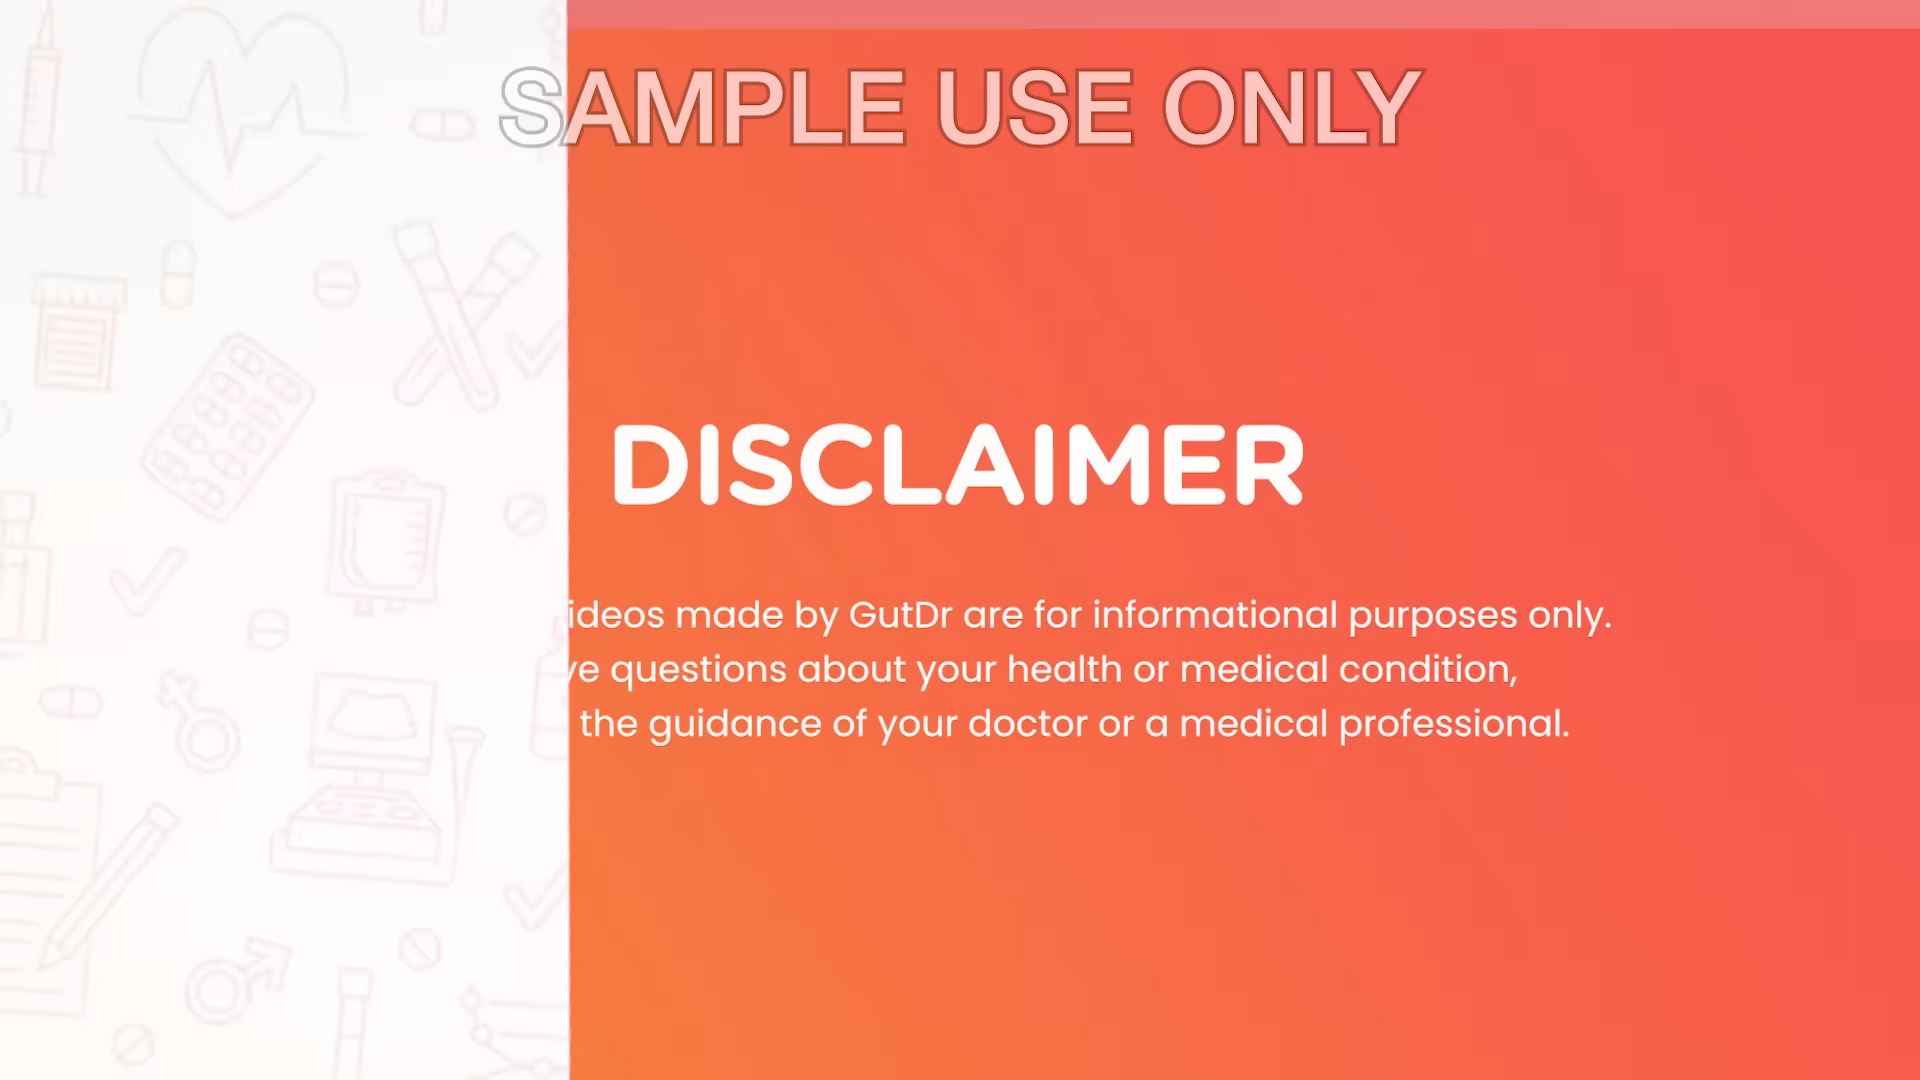 SAMPLE USE ONLY
DISCLAIMER
ideos made by GutDr are for informational purposes only.
ve questions about your health or medical condition,
the guidance of your doctor or a medical professional.